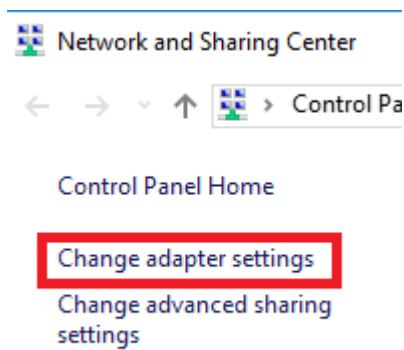 Network and Sharing Center
Control Pa
Control Panel Home
Change adapter settings
Change advanced sharing
settings